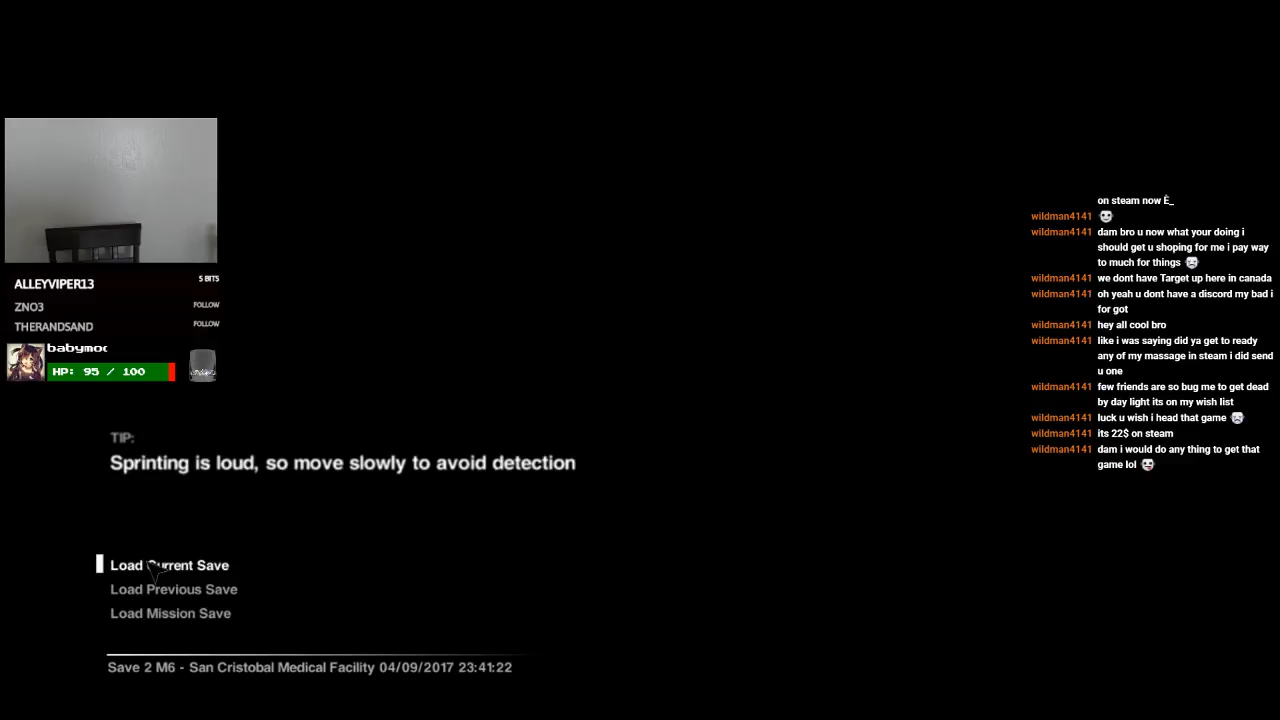 ALLEYVIPER13 5 BITS
ZNO3 FOLLOW
THERANDSAND FOLLOW
babymoc
HP: 95 / 100
TIP:
Sprinting is loud, so move slowly to avoid detection
Load Current Save
Load Previous Save
Load Mission Save
Save 2 M6 - San Cristobal Medical Facility 04/09/2017 23:41:22
on steam now È_
wildman4141
wildman4141 dam bro u now what your doing i
should get u shoping for me i pay way
to much for things
wildman4141 we dont have Target up here in canada
wildman4141 oh yeah u dont have a discord my bad i
for got
wildman4141 hey all cool bro
wildman4141 like i was saying did ya get to ready
any of my massage in steam i did send
u one
wildman4141 few friends are so bug me to get dead
by day light its on my wish list
wildman4141 luck u wish i head that game
wildman4141 its 22$ on steam
wildman4141 dam i would do any thing to get that
game lol